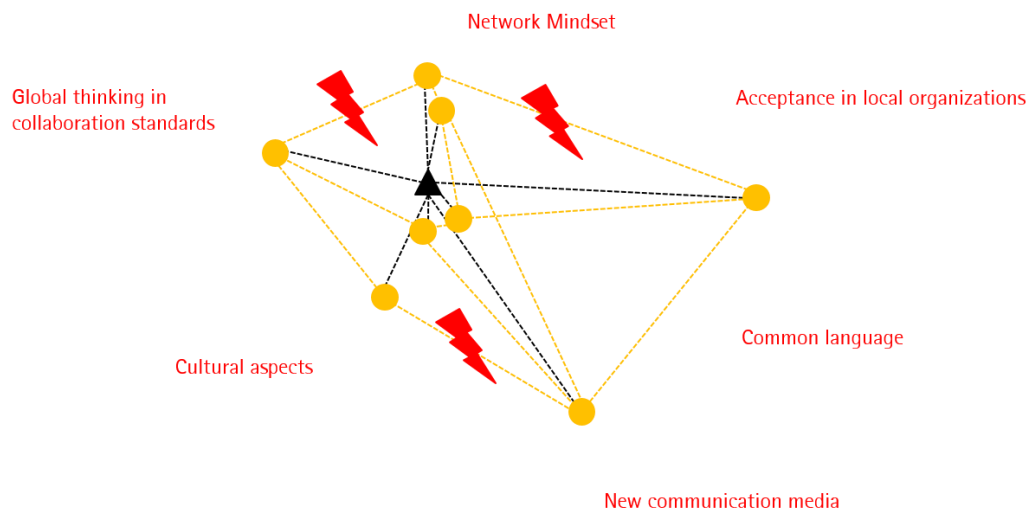 Network Mindset
Global thinking in
collaboration standards
Acceptance in local organizations
Common language
Cultural aspects
New communication media